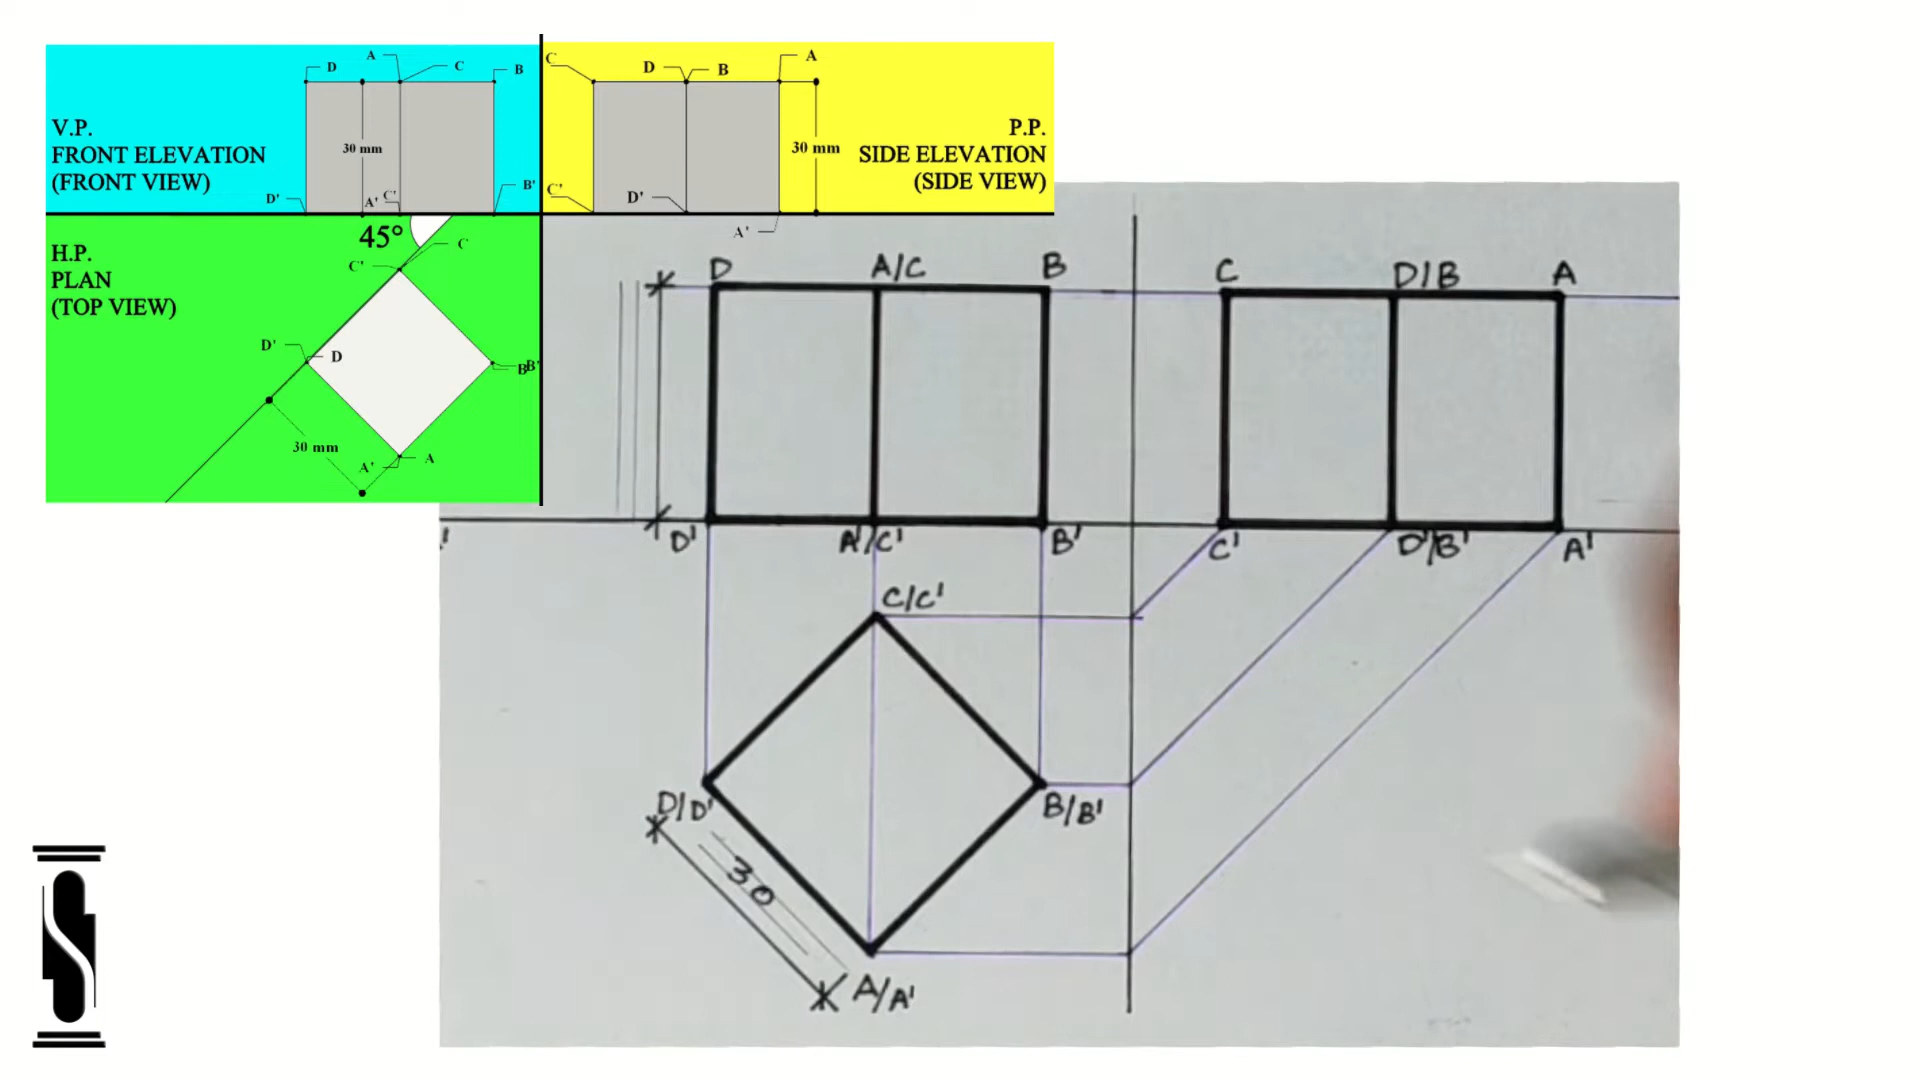 A
D
C
B
V.P.
FRONT ELEVATION
(FRONT VIEW)
30 mm
D'
A'
C'
B'
C
D
B
A
30 mm
P.P.
SIDE ELEVATION
(SIDE VIEW)
C'
D'
A'
H.P.
PLAN
(TOP VIEW)
45°
C
C'
D'
D
B
B'
30 mm
A'
A
D
A/C
B
C
D/B
A
D'
A'/C'
B'
C'
D'/B'
A'
C/C'
D/D'
B/B'
30
A/A'